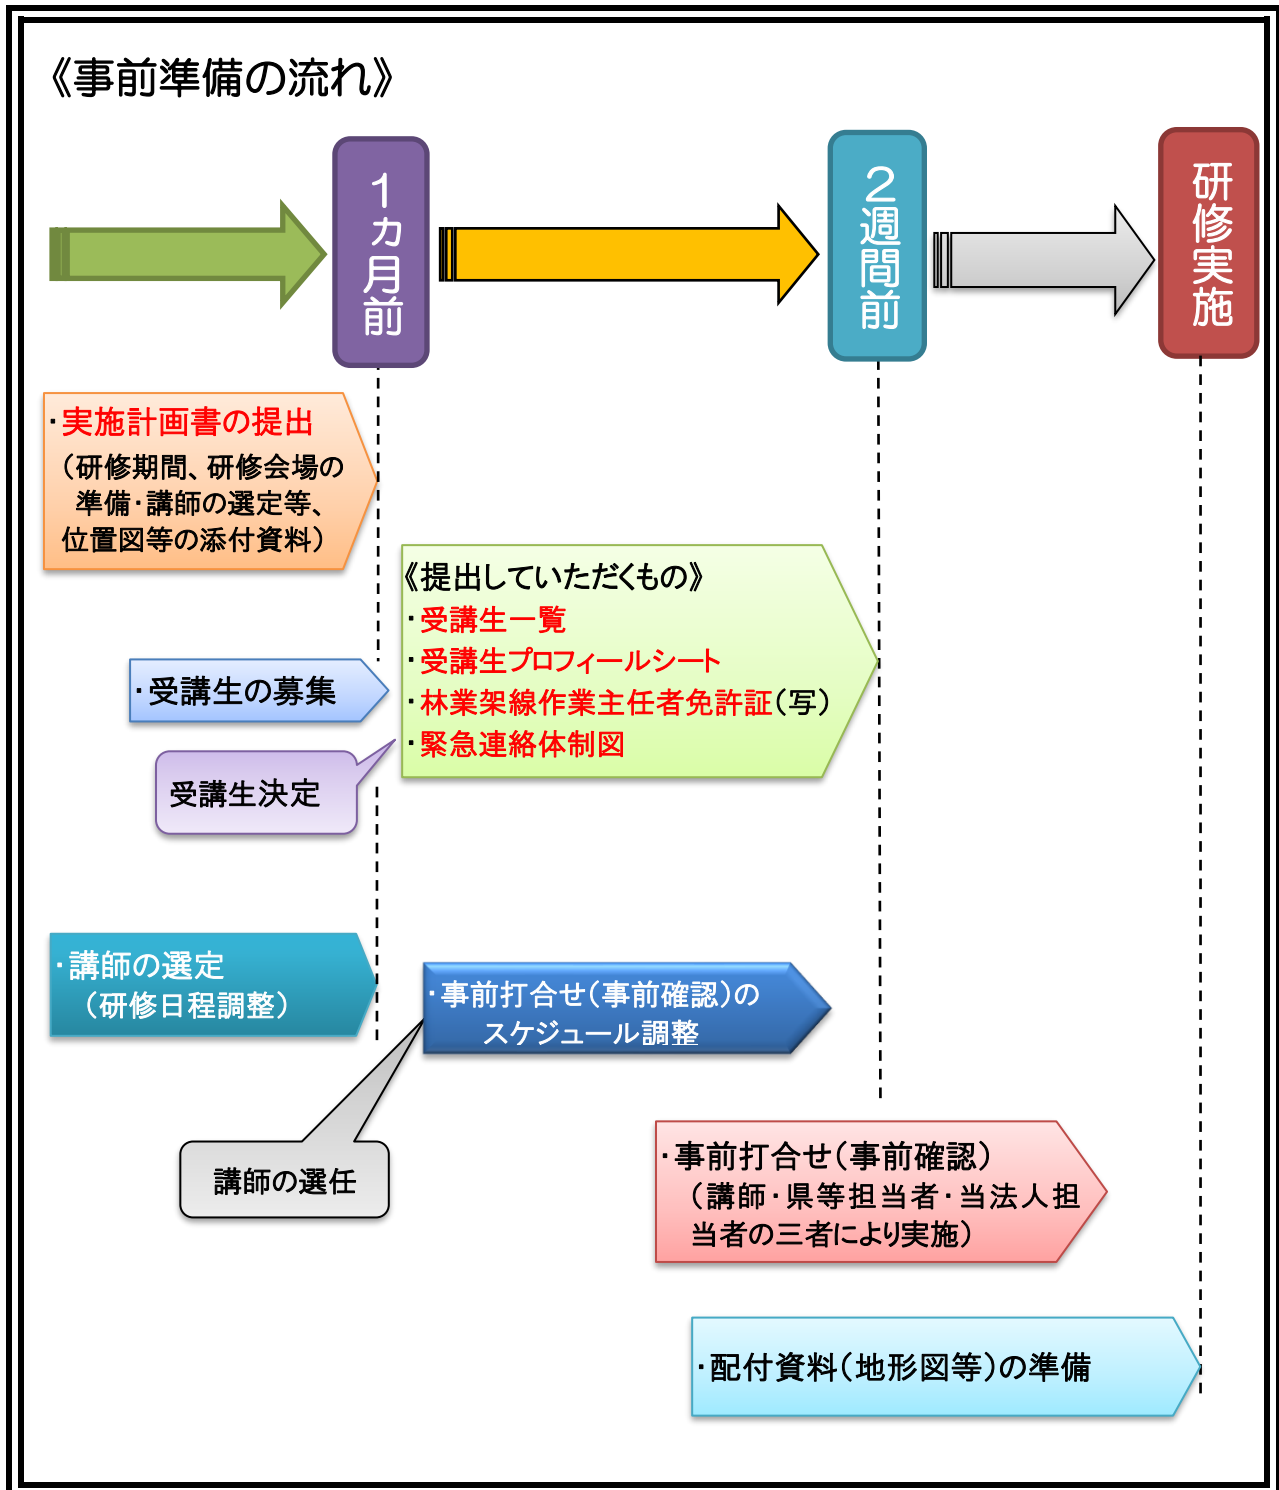 《事前準備の流れ》
１ヵ月前
２週間前
研修実施
・実施計画書の提出
（研修期間、研修会場の
準備・講師の選定等、
位置図等の添付資料）
《提出していただくもの》
・受講生一覧
・受講生プロフィールシート
・林業架線作業主任者免許証（写）
・緊急連絡体制図
・受講生の募集
受講生決定
・講師の選定
（研修日程調整）
・事前打合せ（事前確認）の
スケジュール調整
講師の選任
・事前打合せ（事前確認）
（講師・県等担当者・当法人担
当者の三者により実施）
・配付資料（地形図等）の準備